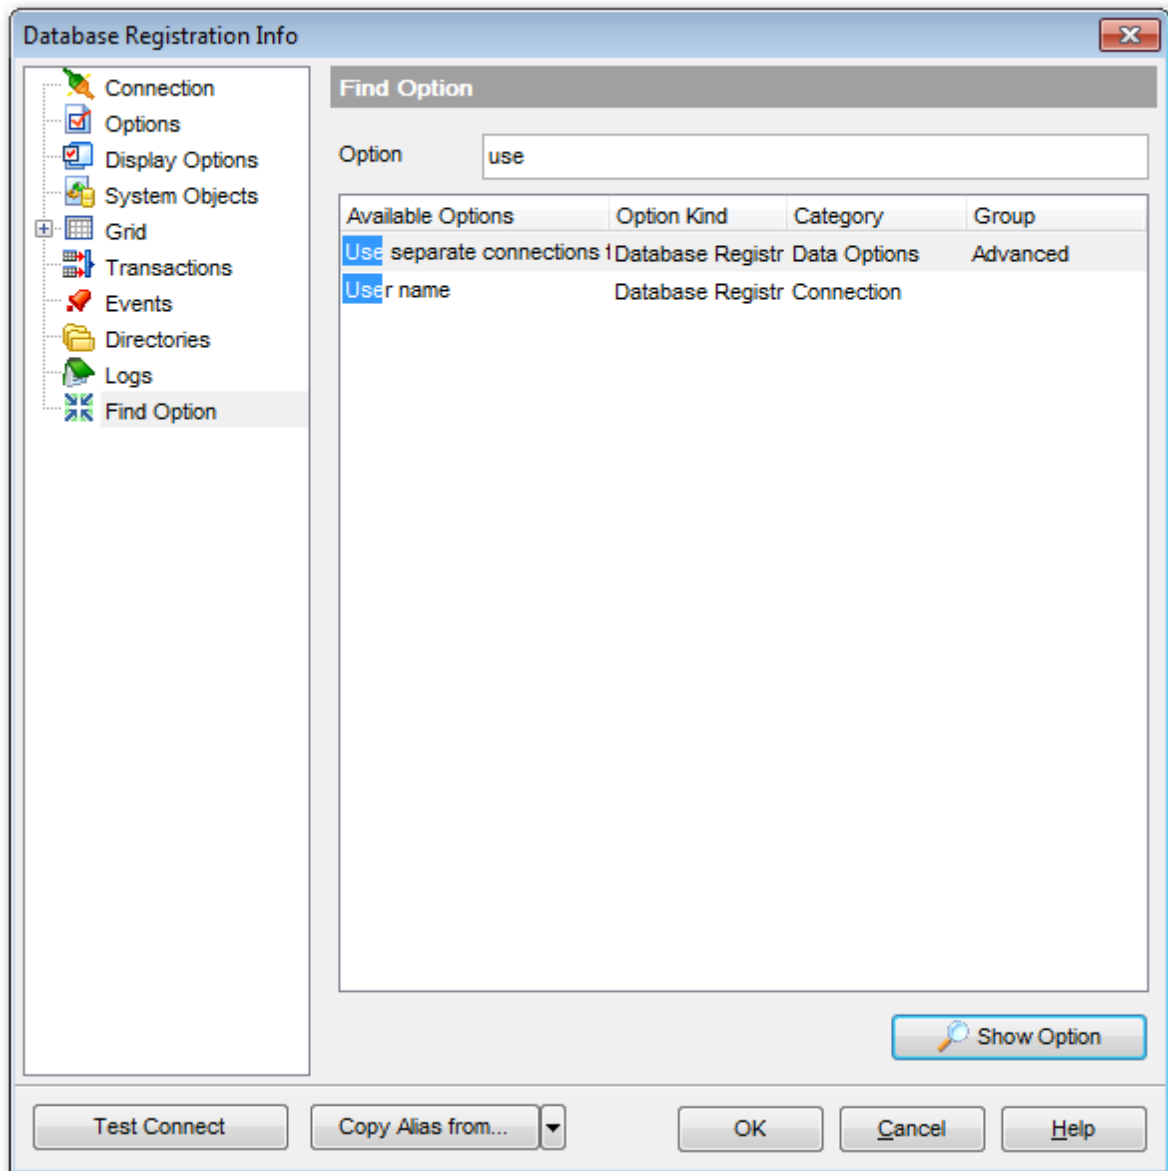 Database Registration Info
Connection
Options
Display Options
System Objects
Grid
Transactions
Events
Directories
Logs
Find Option
Find Option
Option use
Available Options Option Kind Category Group
Use separate connections Database Registr Data Options Advanced
User name Database Registr Connection
Show Option
Test Connect Copy Alias from... OK Cancel Help